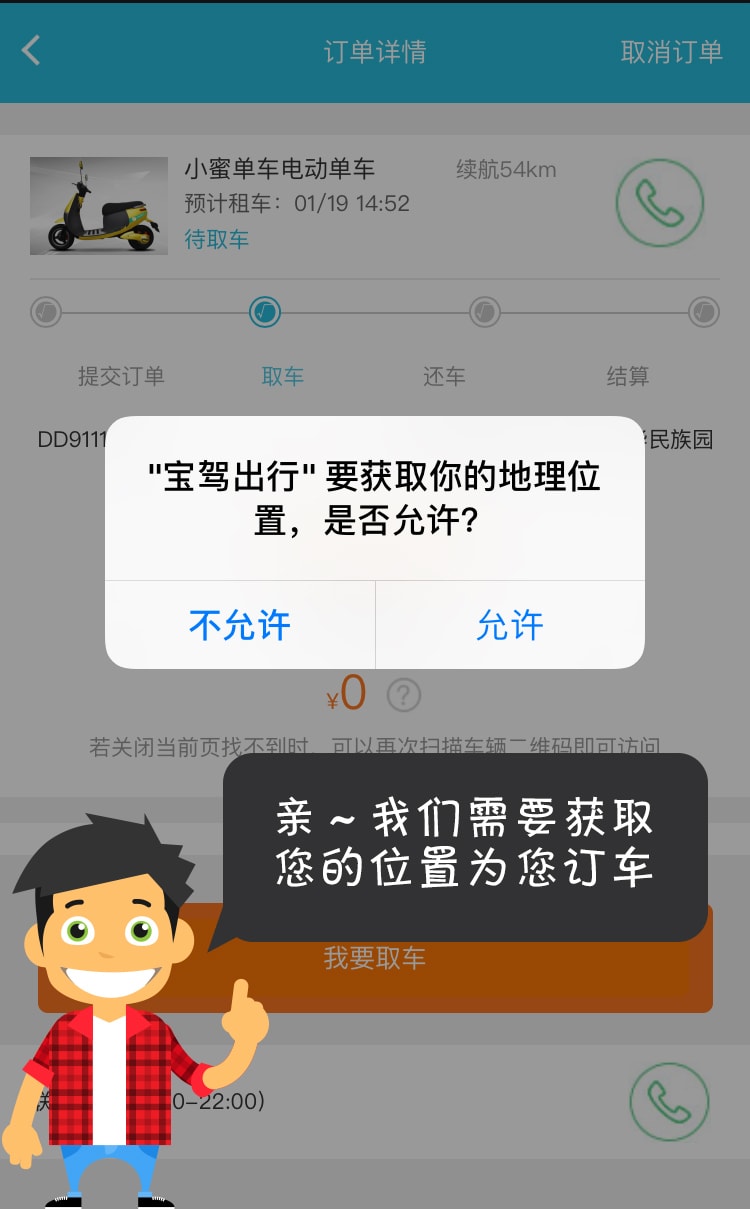 订单详情
取消订单
小蜜单车电动单车
续航54km
预计租车：01/19 14:52
待取车
提交订单
取车
还车
结算
DD9111
民族园
"宝驾出行" 要获取你的地理位
置，是否允许？
不允许
允许
¥0 ?
若关闭当前页找不到时，可以再次扫描车辆二维码即可访问
亲～我们需要获取
您的位置为您订车
我要取车
0-22:00)